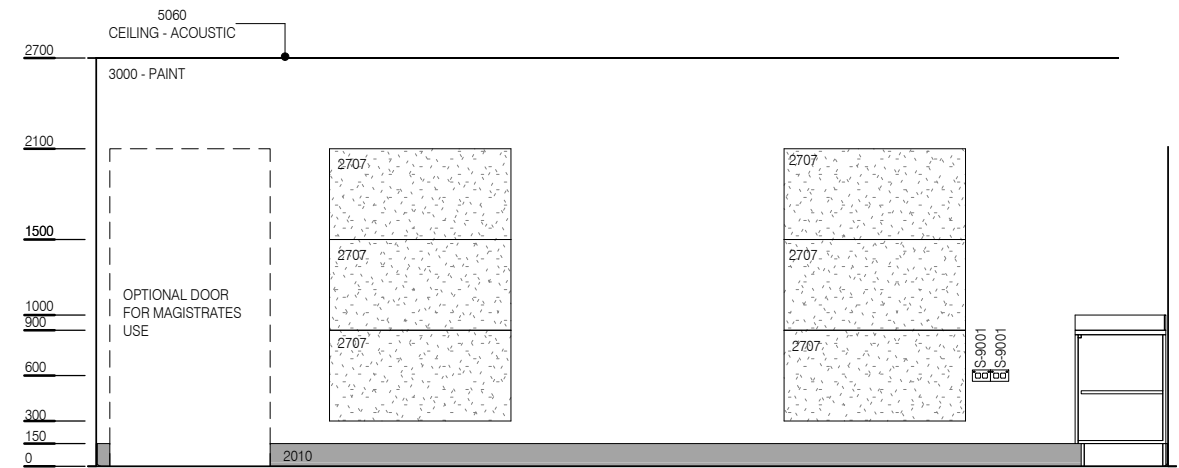 5060
CEILING - ACOUSTIC
2700
3000 - PAINT
2100
2707
2707
1500
2707
2707
OPTIONAL DOOR
FOR MAGISTRATES
USE
1000
900
2707
2707
S-9001
S-9001
600
300
150
0
2010